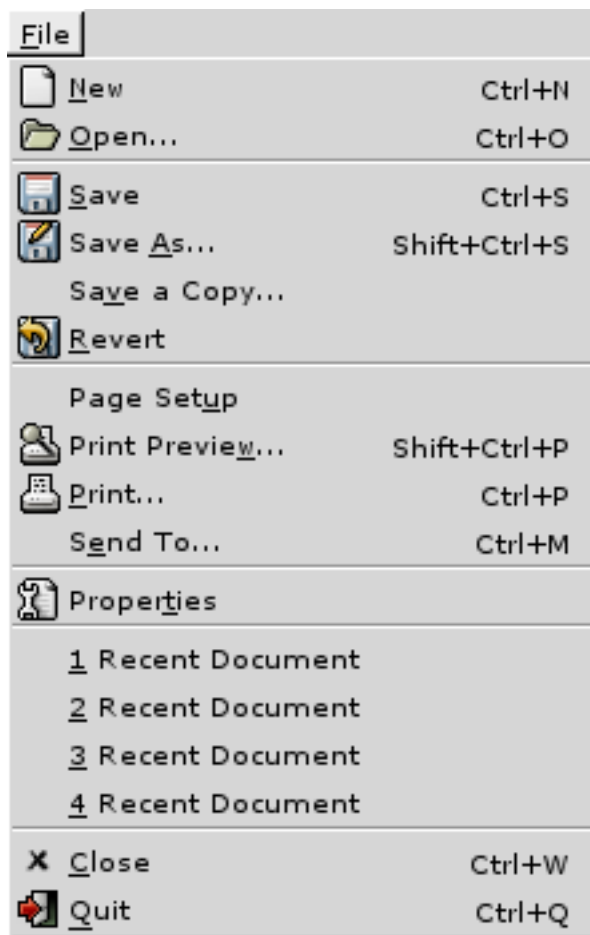 File
New Ctrl+N
Open... Ctrl+O
Save Ctrl+S
Save As... Shift+Ctrl+S
Save a Copy...
Revert
Page Setup
Print Preview... Shift+Ctrl+P
Print... Ctrl+P
Send To... Ctrl+M
Properties
1 Recent Document
2 Recent Document
3 Recent Document
4 Recent Document
Close Ctrl+W
Quit Ctrl+Q